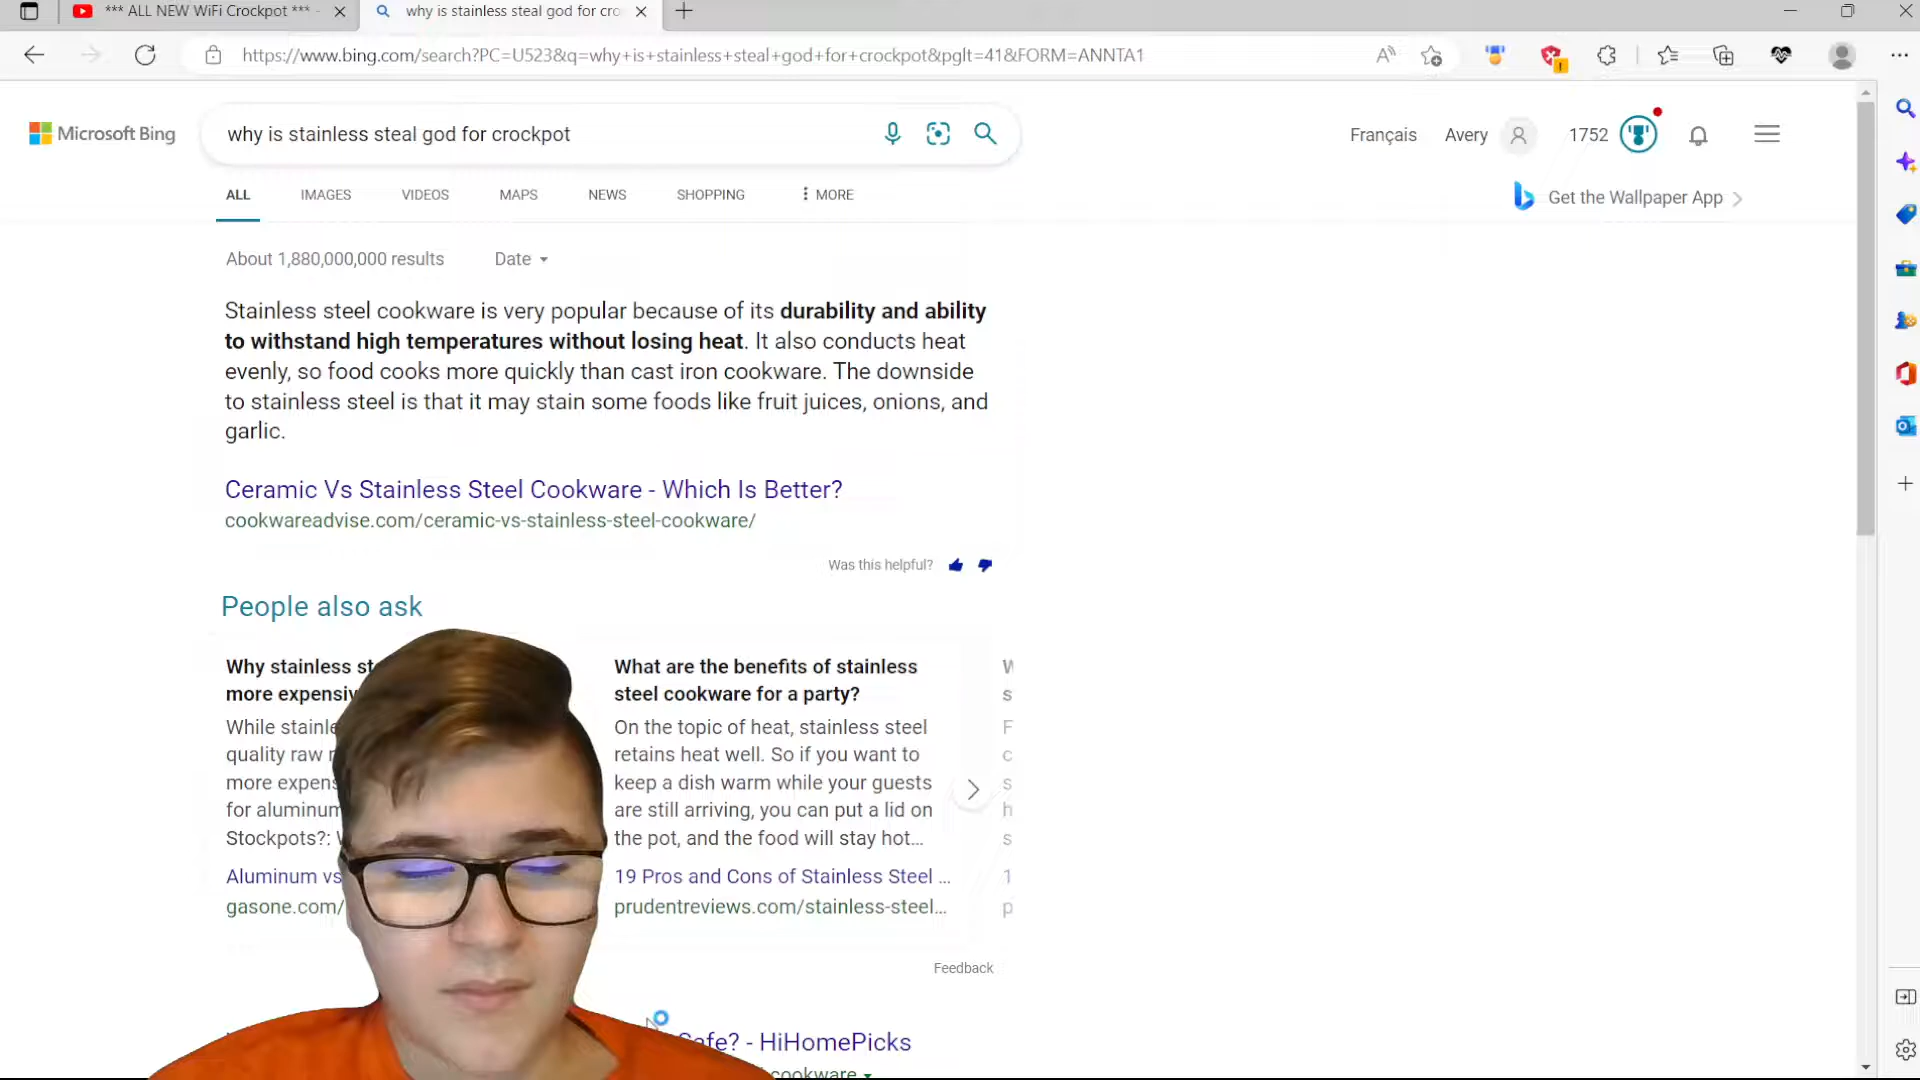 *** ALL NEW WiFi Crockpot ***
why is stainless steal god for cro
https://www.bing.com/search?PC=U523&q=why+is+stainless+steal+god+for+crockpot&pglt=41&FORM=ANNTA1
Microsoft Bing
why is stainless steal god for crockpot
Français Avery 1752
ALL IMAGES VIDEOS MAPS NEWS SHOPPING MORE
Get the Wallpaper App
About 1,880,000,000 results Date
Stainless steel cookware is very popular because of its durability and ability
to withstand high temperatures without losing heat. It also conducts heat
evenly, so food cooks more quickly than cast iron cookware. The downside
to stainless steel is that it may stain some foods like fruit juices, onions, and
garlic.
Ceramic Vs Stainless Steel Cookware - Which Is Better?
cookwareadvise.com/ceramic-vs-stainless-steel-cookware/
Was this helpful?
People also ask
Why stainless st
more expensiv
While stainle
quality raw
more expens
for aluminum
Stockpots?:
Aluminum vs
gasone.com/
What are the benefits of stainless
steel cookware for a party?
On the topic of heat, stainless steel
retains heat well. So if you want to
keep a dish warm while your guests
are still arriving, you can put a lid on
the pot, and the food will stay hot...
19 Pros and Cons of Stainless Steel ...
prudentreviews.com/stainless-steel...
Feedback
afe? - HiHomePicks
cookware